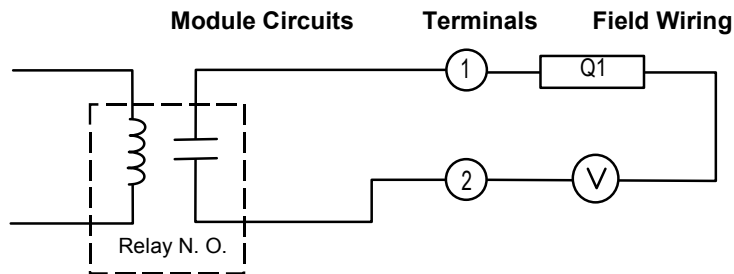 Module Circuits Terminals Field Wiring
1 Q1
2 V
Relay N. O.